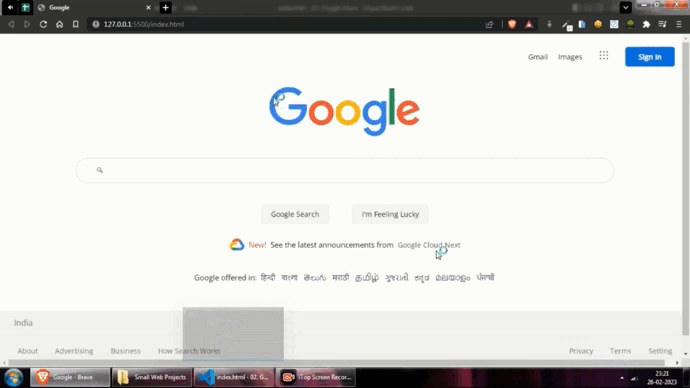 Google
127.0.0.1:5500/index.html
Gmail Images Sign in
Google
Google Search I'm Feeling Lucky
New! See the latest announcements from Google Cloud Next
Google offered in: हिन्दी বাংলা తెలుగు मराठी தமிழ் ગુજરાતી ಕನ್ನಡ മലയാളം ਪੰਜਾਬੀ
India
About Advertising Business How Search Works Privacy Terms Setting
Google - Brave Small Web Projects index.html - 02. G... iTop Screen Recor... 23:21
26-02-2023